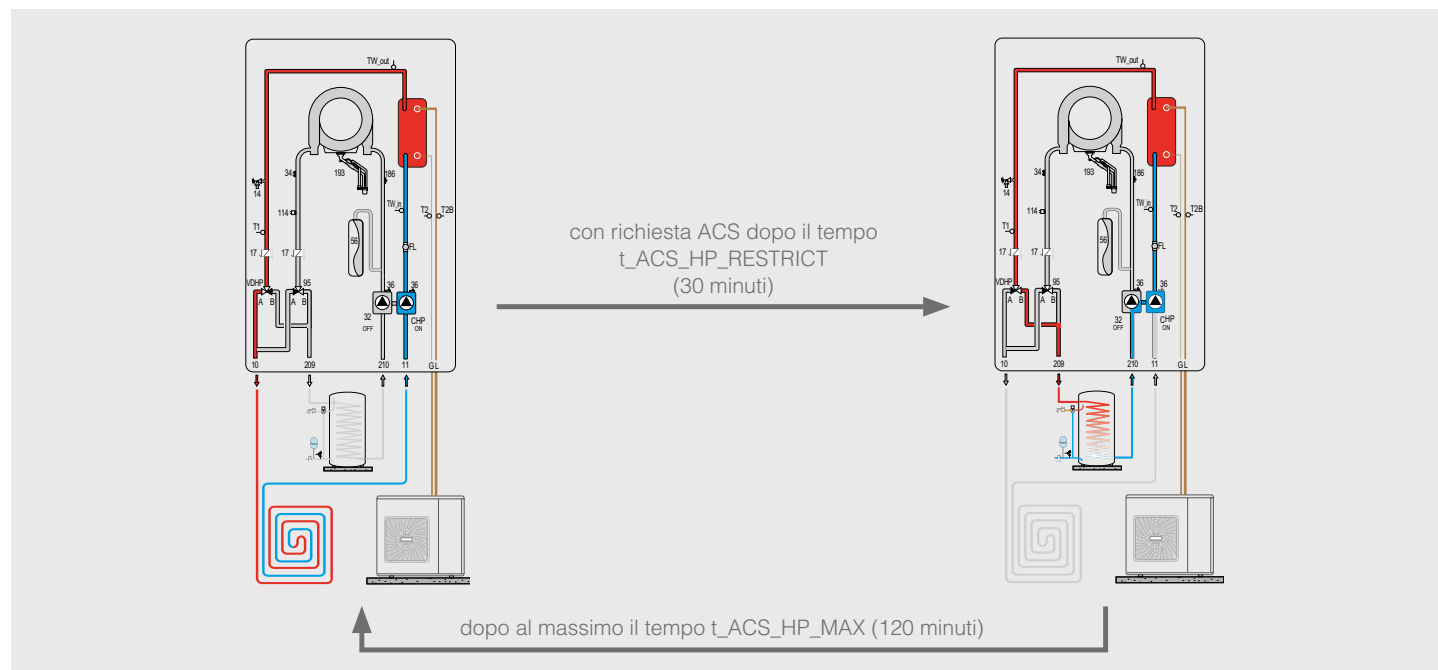 TW_out
34
193
186
14
114
TW_in
T2
T2B
T1
56
FL
17
17
VDHP
95
36
36
A
B
A
B
32
OFF
CHP
ON
10
209
210
11
G L
con richiesta ACS dopo il tempo
t_ACS_HP_RESTRICT
(30 minuti)
TW_out
34
193
186
14
114
TW_in
T2
T2B
T1
56
FL
17
17
VDHP
95
36
36
A
B
A
B
32
OFF
CHP
ON
10
209
210
11
G L
dopo al massimo il tempo t_ACS_HP_MAX (120 minuti)